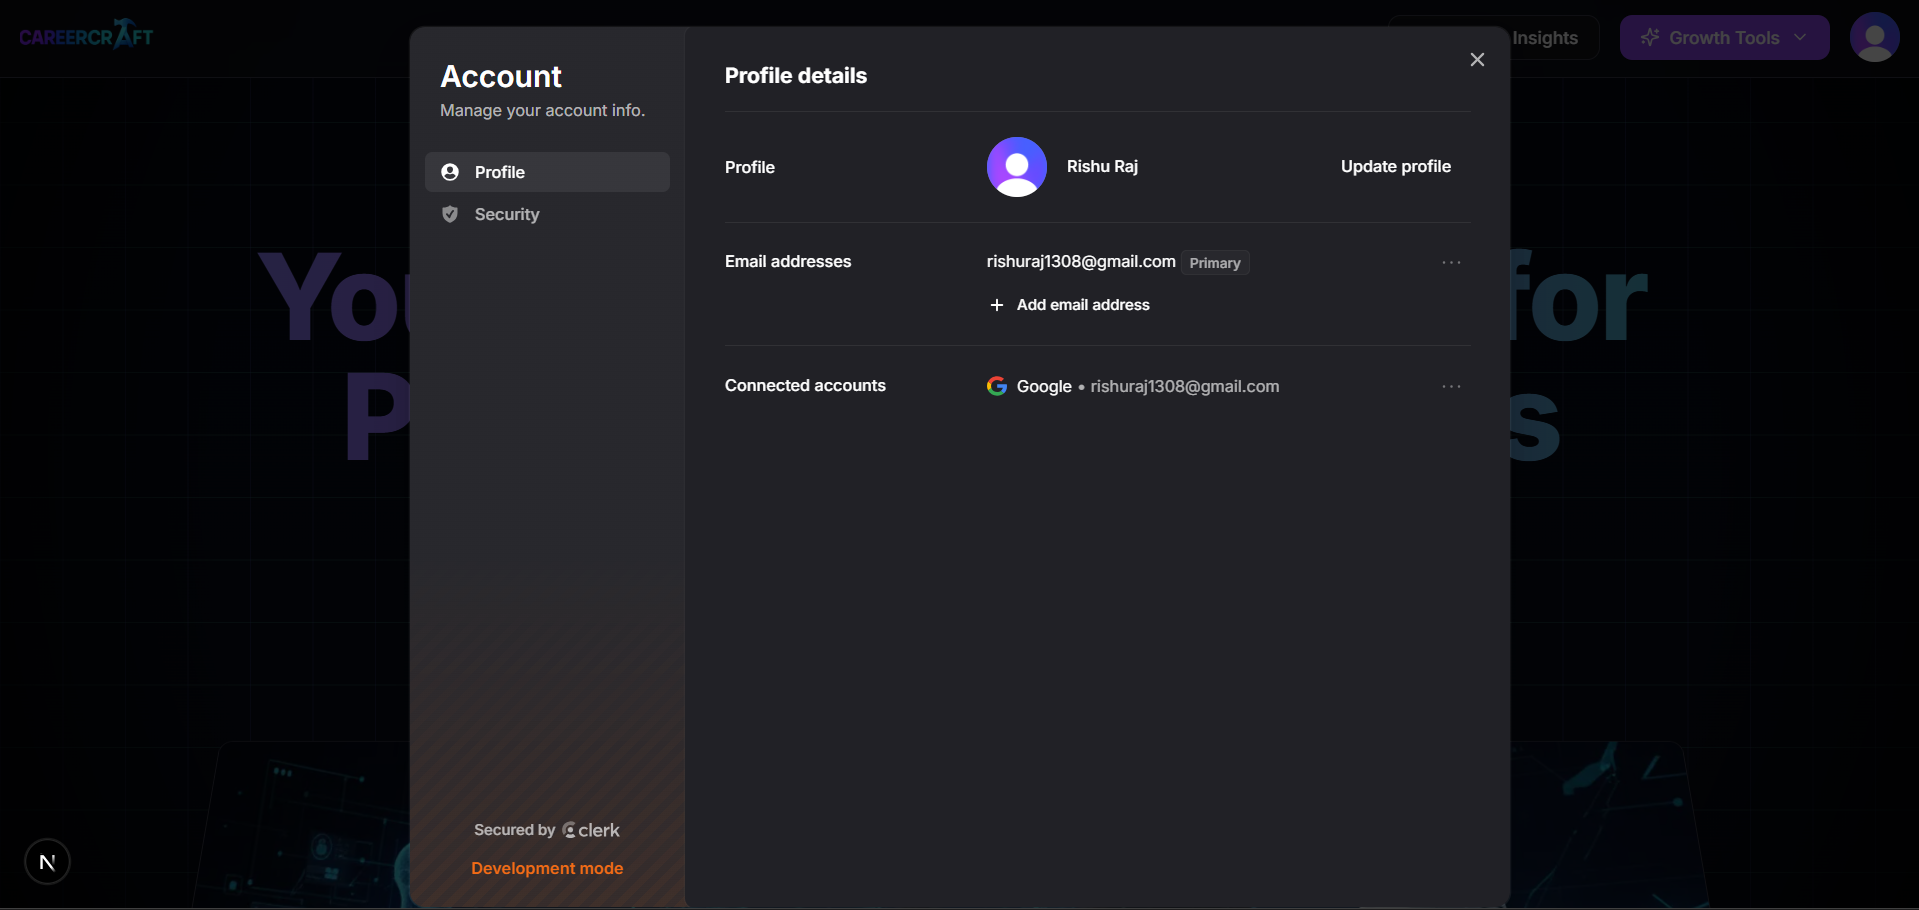 CAREERCRAFT
Insights
Growth Tools
Account
Manage your account info.
Profile
Security
Profile details
Profile
Rishu Raj
Update profile
Email addresses
rishuraj1308@gmail.com Primary
Add email address
Connected accounts
Google • rishuraj1308@gmail.com
You
for
P
s
Secured by clerk
Development mode
N